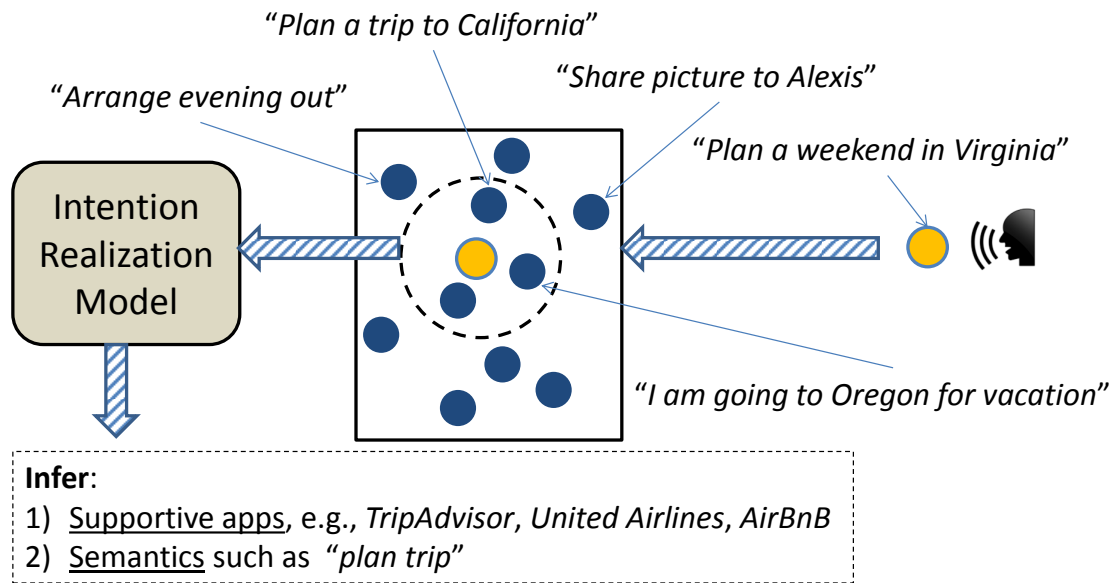 “Plan a trip to California”
“Share picture to Alexis”
“Arrange evening out”
“Plan a weekend in Virginia”
Intention
Realization
Model
“I am going to Oregon for vacation”
Infer:
1) Supportive apps, e.g., TripAdvisor, United Airlines, AirBnB
2) Semantics such as “plan trip”